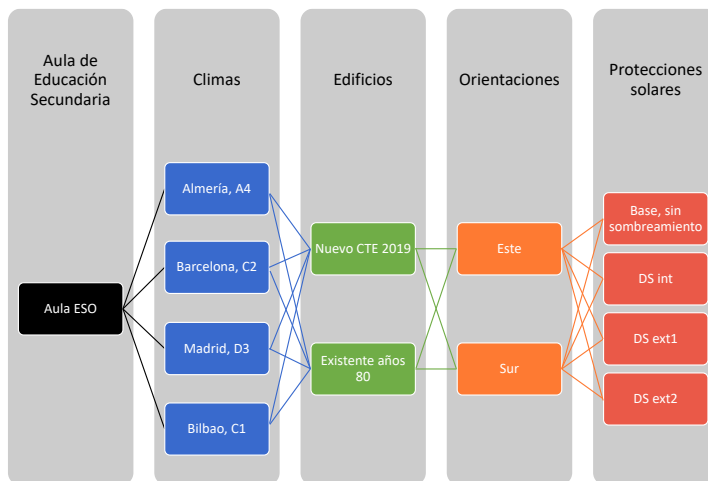 Aula de
Educación
Secundaria
Climas
Edificios
Orientaciones
Protecciones
solares
Aula ESO
Almería, A4
Barcelona, C2
Madrid, D3
Bilbao, C1
Nuevo CTE 2019
Existente años
80
Este
Sur
Base, sin
sombreamiento
DS int
DS ext1
DS ext2